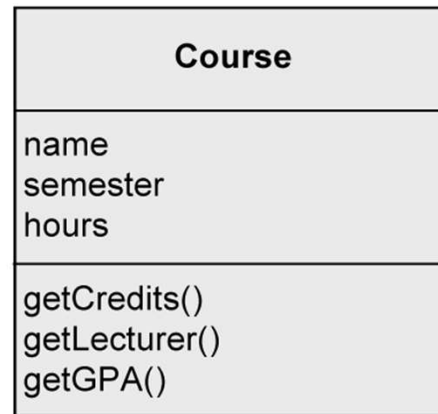 Course
name
semester
hours
getCredits()
getLecturer()
getGPA()